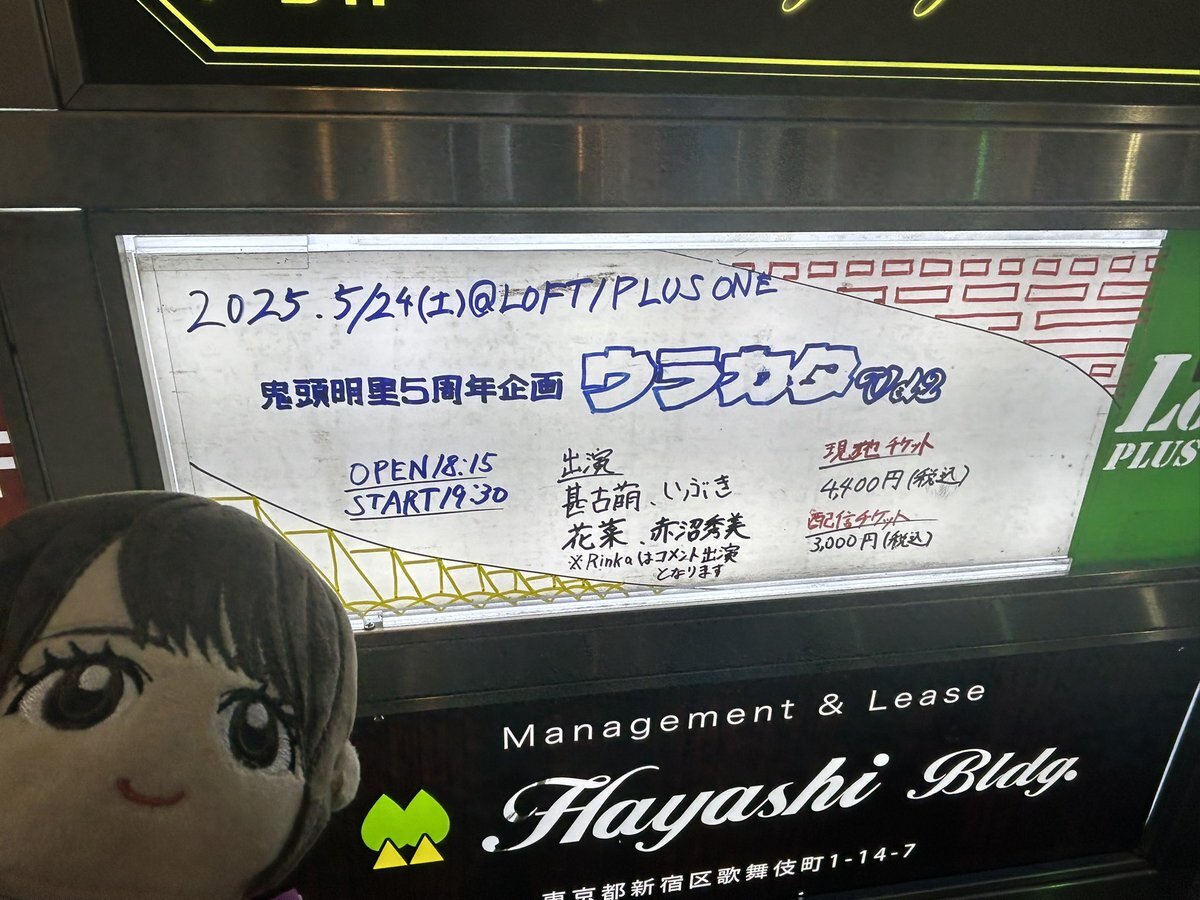 2025.5/24(土)@LOFT/PLUS ONE
鬼頭明里5周年企画 ウラカタ Vol.2
OPEN18:15
START19:30
出演
甚古萌、いぶき
花菜、赤沼秀美
※Rinkaはコメント出演
となります
現地チケット
4,400円(税込)
配信チケット
3,000円(税込)
PLUS
Management & Lease
Hayashi Bldg.
東京都新宿区歌舞伎町1-14-7